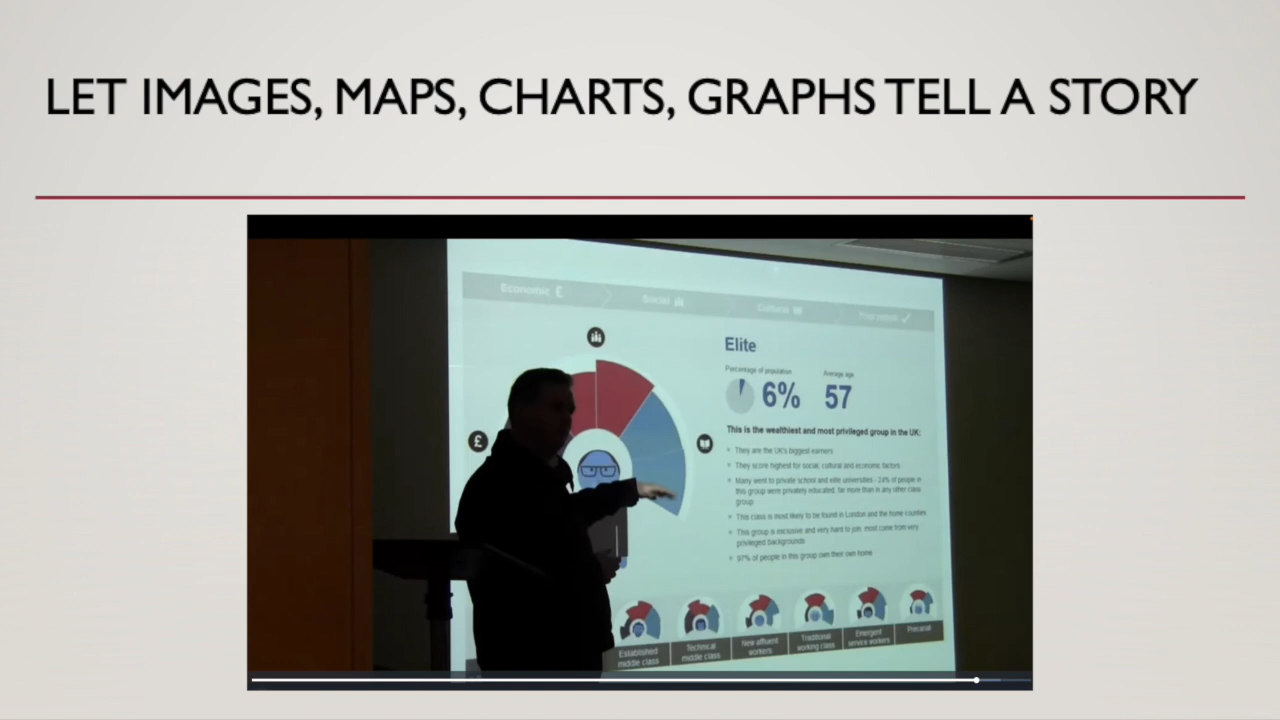 LET IMAGES, MAPS, CHARTS, GRAPHS TELL A STORY
Economic £
Social
Cultural
Your result
Elite
Percentage of population
Average age
6%
57
This is the wealthiest and most privileged group in the UK:
They are the UK's biggest earners
They score highest for social, cultural and economic factors
Many went to private school and elite universities - 24% of people in
this group were privately educated, far more than in any other class
group
This class is most likely to be found in London and the home counties
This group is exclusive and very hard to join, most come from very
privileged backgrounds
97% of people in this group own their own home
£
Established
middle class
Technical
middle class
New affluent
workers
Traditional
working class
Emergent
service workers
Precariat